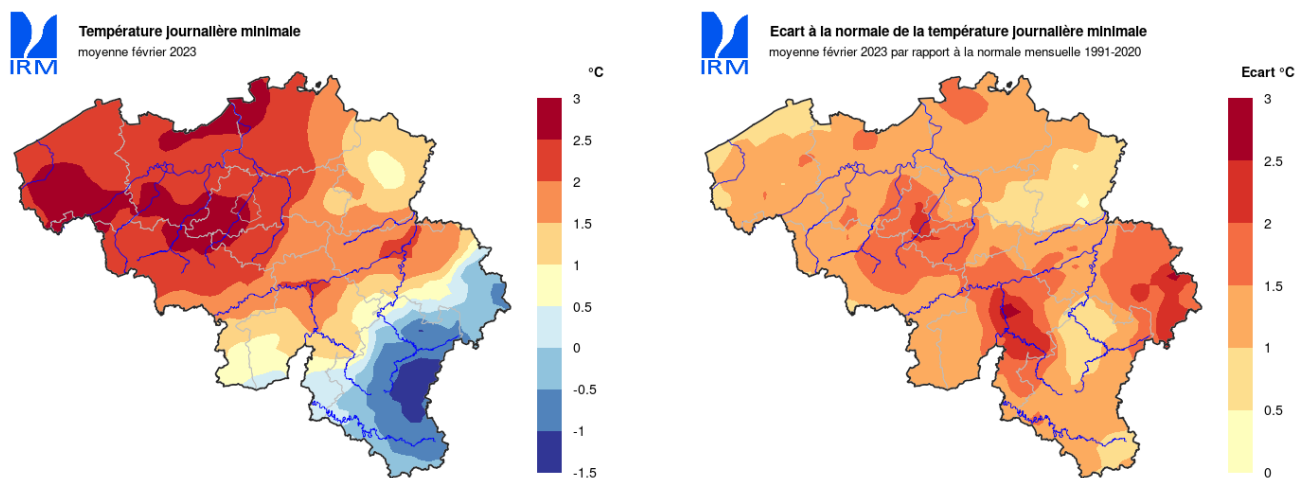 IRM
Température journalière minimale
moyenne février 2023
°C
3
2.5
2
1.5
1
0.5
0
-0.5
-1
-1.5
IRM
Ecart à la normale de la température journalière minimale
moyenne février 2023 par rapport à la normale mensuelle 1991-2020
Ecart °C
3
2.5
2
1.5
1
0.5
0